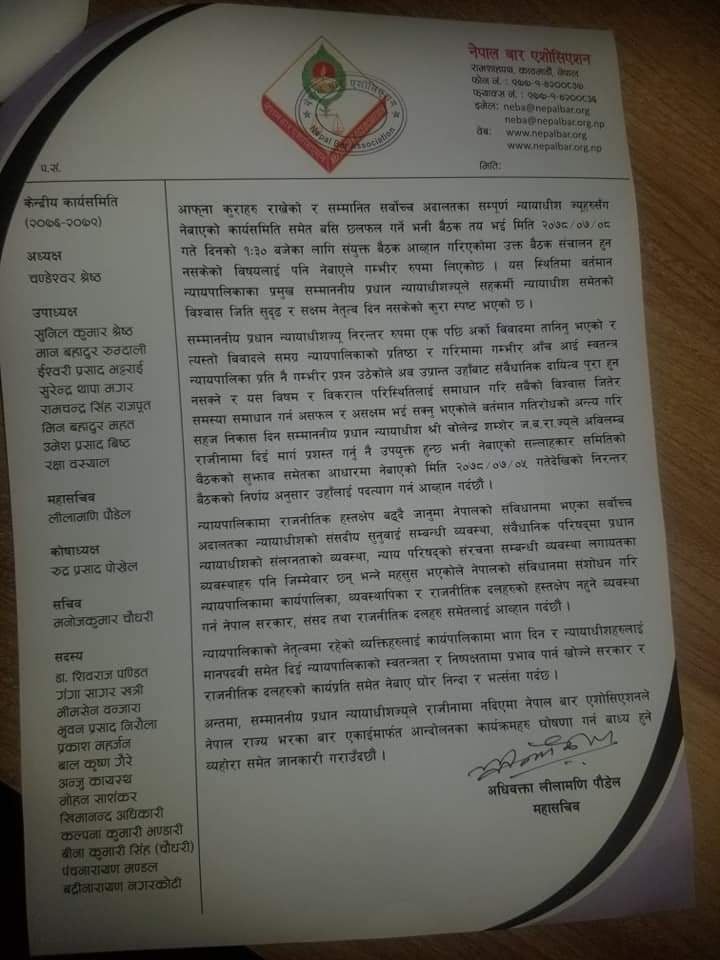 नेपाल बार एशोसिएशन
रामशाहपथ, काठमाडौं, नेपाल
फोन नं. : ०७७-१-४२००८३७
फ्याक्स नं. : ०७७-१-४२००८३६
इमेल: neba@nepalbar.org
neba@nepalbar.org.np
वेब: www.nepalbar.org
www.nepalbar.org.np
नेपाल बार एशोसिएशन
Nepal Bar Association
प.सं.
मिति:
केन्द्रीय कार्यसमिति
(२०७६-२०७९)
अध्यक्ष
चण्डेश्वर श्रेष्ठ
उपाध्यक्ष
सुनिल कुमार श्रेष्ठ
मान बहादुर रुम्दाली
ईश्वरी प्रसाद भट्टराई
सुरेन्द्र थापा मगर
रामचन्द्र सिंह राजपूत
मिन बहादुर महत
उमेश प्रसाद बिष्ट
रक्षा बस्याल
महासचिव
लीलामणि पौडेल
कोषाध्यक्ष
रुद्र प्रसाद पोखेल
सचिव
मनोजकुमार चौधरी
सदस्य
डा. शिवराज पण्डित
गंगा सागर खत्री
भीमसेन वन्जारा
भूवन प्रसाद निरौला
प्रकाश महर्जन
बाल कृष्ण गैरे
अन्जु कायस्थ
मोहन साशंकर
खिमानन्द अधिकारी
कल्पना कुमारी भण्डारी
बीना कुमारी सिंह (चौधरी)
पंचनारायण मण्डल
बद्रीनारायण नगरकोटी
आफ्ना कुराहरु राखेको र सम्मानित सर्वोच्च अदालतका सम्पूर्ण न्यायाधीश ज्यूहरुसँग
नेबाएको कार्यसमिति समेत बसि छलफल गर्ने भनी बैठक तय भई मिति २०७८/०७/०८
गते दिनको १:३० बजेका लागि संयुक्त बैठक आव्हान गरिएकोमा उक्त बैठक संचालन हुन
नसकेको विषयलाई पनि नेबाएले गम्भीर रुपमा लिएकोछ । यस स्थितिमा वर्तमान
न्यायपालिकाका प्रमुख सम्माननीय प्रधान न्यायाधीशज्यूले सहकर्मी न्यायाधीश समेतको
विश्वास जिति सुदृढ र सक्षम नेतृत्व दिन नसकेको कुरा स्पष्ट भएको छ ।
सम्माननीय प्रधान न्यायाधीशज्यू निरन्तर रुपमा एक पछि अर्को विवादमा तानिनु भएको र
त्यस्तो विवादले समग्र न्यायपालिकाको प्रतिष्ठा र गरिमामा गम्भीर आँच आई स्वतन्त्र
न्यायपालिका प्रति नै गम्भीर प्रश्न उठेकोले अब उप्रान्त उहाँबाट संवैधानिक दायित्व पूरा हुन
नसक्ने र यस विषम र विकराल परिस्थितिलाई समाधान गरि सबैको विश्वास जितेर
समस्या समाधान गर्न असफल र असक्षम भई सक्नु भएकोले वर्तमान गतिरोधको अन्त्य गरि
सहज निकास दिन सम्माननीय प्रधान न्यायाधीश श्री चोलेन्द्र शम्शेर ज.ब.रा.ज्यूले अविलम्ब
राजीनामा दिई मार्ग प्रशस्त गर्नु नै उपयुक्त हुन्छ भनी नेबाएको सल्लाहकार समितिको
बैठकको सुझाव समेतका आधारमा नेबाएको मिति २०७८/०७/०५ गतेदेखिको निरन्तर
बैठकको निर्णय अनुसार उहाँलाई पदत्याग गर्न आव्हान गर्दछौं ।
न्यायपालिकामा राजनीतिक हस्तक्षेप बढ्दै जानुमा नेपालको संविधानमा भएका सर्वोच्च
अदालतका न्यायाधीशको संसदीय सुनुवाई सम्बन्धी व्यवस्था, संवैधानिक परिषद्मा प्रधान
न्यायाधीशको संलग्नताको व्यवस्था, न्याय परिषद्को संरचना सम्बन्धी व्यवस्था लगायतका
व्यवस्थाहरु पनि जिम्मेवार छन् भन्ने महसुस भएकोले नेपालको संविधानमा संशोधन गरि
न्यायपालिकामा कार्यपालिका, व्यवस्थापिका र राजनीतिक दलहरुको हस्तक्षेप नहुने व्यवस्था
गर्न नेपाल सरकार, संसद तथा राजनीतिक दलहरु समेतलाई आव्हान गर्दछौं ।
न्यायपालिकाको नेतृत्वमा रहेको व्यक्तिहरुलाई कार्यपालिकामा भाग दिन र न्यायाधीशहरुलाई
मानपदबी समेत दिई न्यायपालिकाको स्वतन्त्रता र निष्पक्षतामा प्रभाव पार्न खोज्ने सरकार र
राजनीतिक दलहरुको कार्यप्रति समेत नेबाए घोर निन्दा र भर्त्सना गर्दछ ।
अन्तमा, सम्माननीय प्रधान न्यायाधीशज्यूले राजीनामा नदिएमा नेपाल बार एशोसिएशनले
नेपाल राज्य भरका बार एकाईमार्फत आन्दोलनका कार्यक्रमहरु घोषणा गर्न बाध्य हुने
व्यहोरा समेत जानकारी गराउँदछौं ।
अधिवक्ता लीलामणि पौडेल
महासचिव